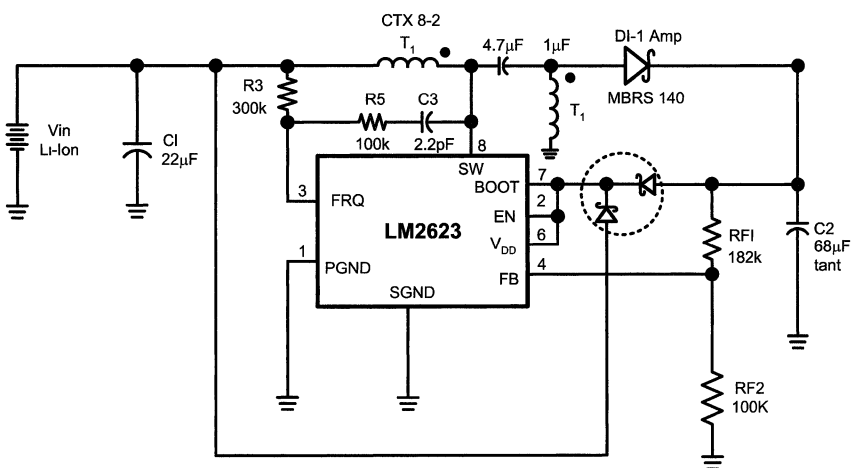 CTX 8-2
T1
4.7µF
1µF
DI-1 Amp
MBRS 140
R3
300k
R5
100k
C3
2.2pF
T1
Vin
Li-Ion
CI
22µF
8
SW
BOOT
7
3
FRQ
EN
2
LM2623
VDD
6
1
PGND
FB
4
SGND
RFI
182k
C2
68µF
tant
RF2
100K